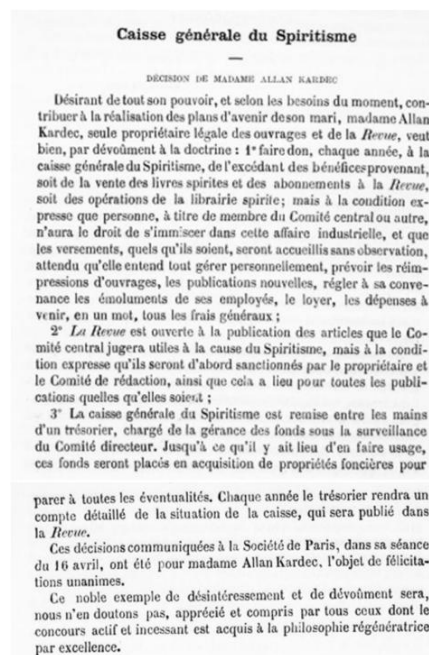 Caisse générale du Spiritisme
DÉCISION DE MADAME ALLAN KARDEC
Désirant de tout son pouvoir, et selon les besoins du moment, con-
tribuer à la réalisation des plans d'avenir de son mari, madame Allan
Kardec, seule propriétaire légale des ouvrages et de la Revue, veut
bien, par dévoûment à la doctrine : 1° faire don, chaque année, à la
caisse générale du Spiritisme, de l'excédant des bénéfices provenant,
soit de la vente des livres spirites et des abonnements à la Revue,
soit des opérations de la librairie spirite; mais à la condition ex-
presse que personne, à titre de membre du Comité central ou autre,
n'aura le droit de s'immiscer dans cette affaire industrielle, et que
les versements, quels qu'ils soient, seront accueillis sans observation,
attendu qu'elle entend tout gérer personnellement, prévoir les réim-
pressions d'ouvrages, les publications nouvelles, régler à sa conve-
nance les émoluments de ses employés, le loyer, les dépenses à
venir, en un mot, tous les frais généraux ;
2° La Revue est ouverte à la publication des articles que le Co-
mité central jugera utiles à la cause du Spiritisme, mais à la condi-
tion expresse qu'ils seront d'abord sanctionnés par le propriétaire et
le Comité de rédaction, ainsi que cela a lieu pour toutes les publi-
cations quelles qu'elles soient ;
3° La caisse générale du Spiritisme est remise entre les mains
d'un trésorier, chargé de la gérance des fonds sous la surveillance
du Comité directeur. Jusqu'à ce qu'il y ait lieu d'en faire usage,
ces fonds seront placés en acquisition de propriétés foncières pour
parer à toutes les éventualités. Chaque année le trésorier rendra un
compte détaillé de la situation de la caisse, qui sera publié dans
la Revue.
Ces décisions communiquées à la Société de Paris, dans sa séance
du 16 avril, ont été pour madame Allan Kardec, l'objet de félicita-
tions unanimes.
Ce noble exemple de désintéressement et de dévoûment sera,
nous n'en doutons pas, apprécié et compris par tous ceux dont le
concours actif et incessant est acquis à la philosophie régénératrice
par excellence.